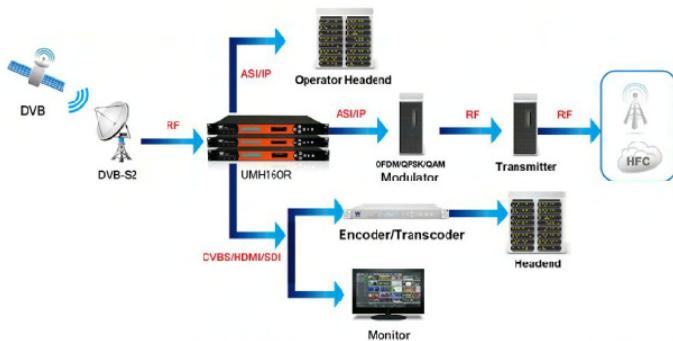 ASI/IP
Operator Headend
DVB
RF
ASI/IP
RF
RF
DVB-S2
UMH160R
OFDM/QPSK/QAM
Modulator
Transmitter
HFC
CVBS/HDMI/SDI
Encoder/Transcoder
Headend
Monitor